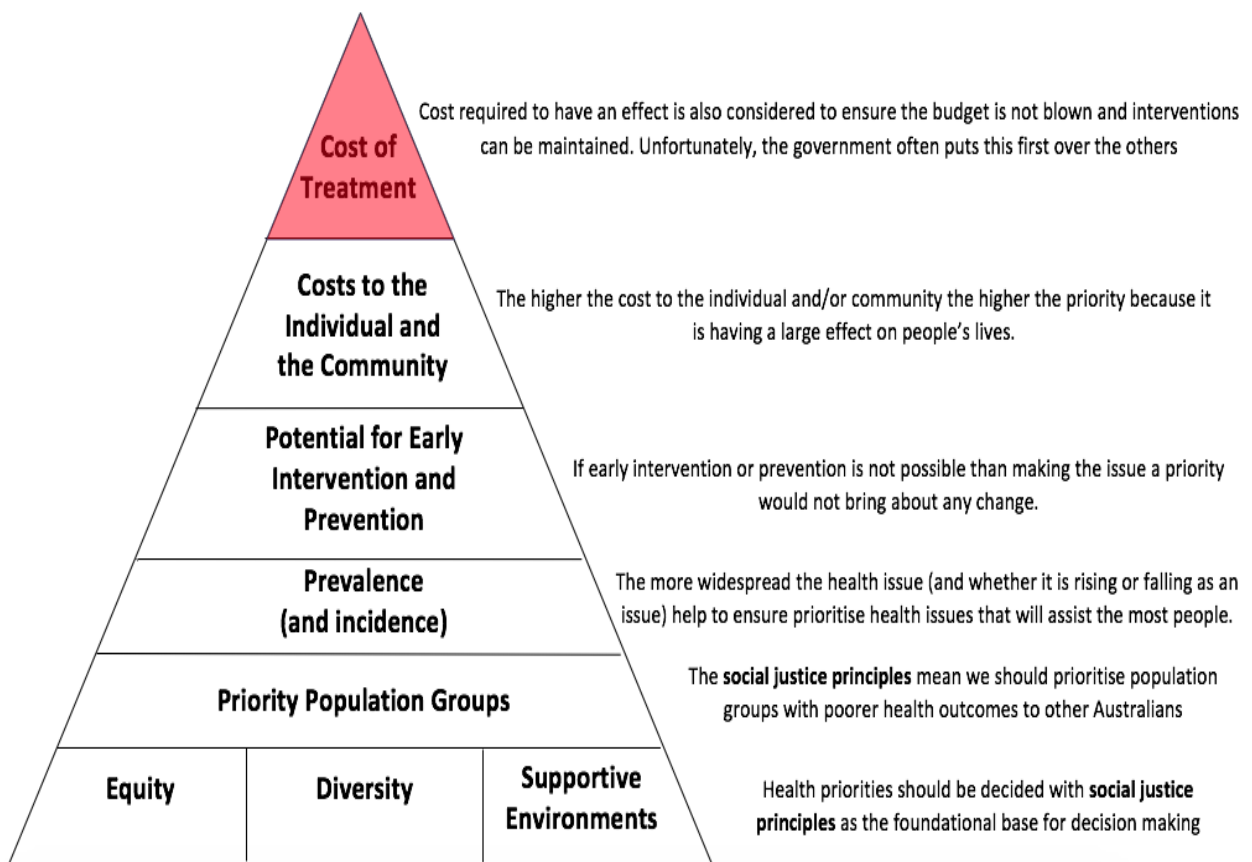 Cost of
Treatment
Cost required to have an effect is also considered to ensure the budget is not blown and interventions
can be maintained. Unfortunately, the government often puts this first over the others
Costs to the
Individual and
the Community
The higher the cost to the individual and/or community the higher the priority because it
is having a large effect on people's lives.
Potential for Early
Intervention and
Prevention
If early intervention or prevention is not possible than making the issue a priority
would not bring about any change.
Prevalence
(and incidence)
The more widespread the health issue (and whether it is rising or falling as an
issue) help to ensure prioritise health issues that will assist the most people.
Priority Population Groups
The social justice principles mean we should prioritise population
groups with poorer health outcomes to other Australians
Equity
Diversity
Supportive
Environments
Health priorities should be decided with social justice
principles as the foundational base for decision making